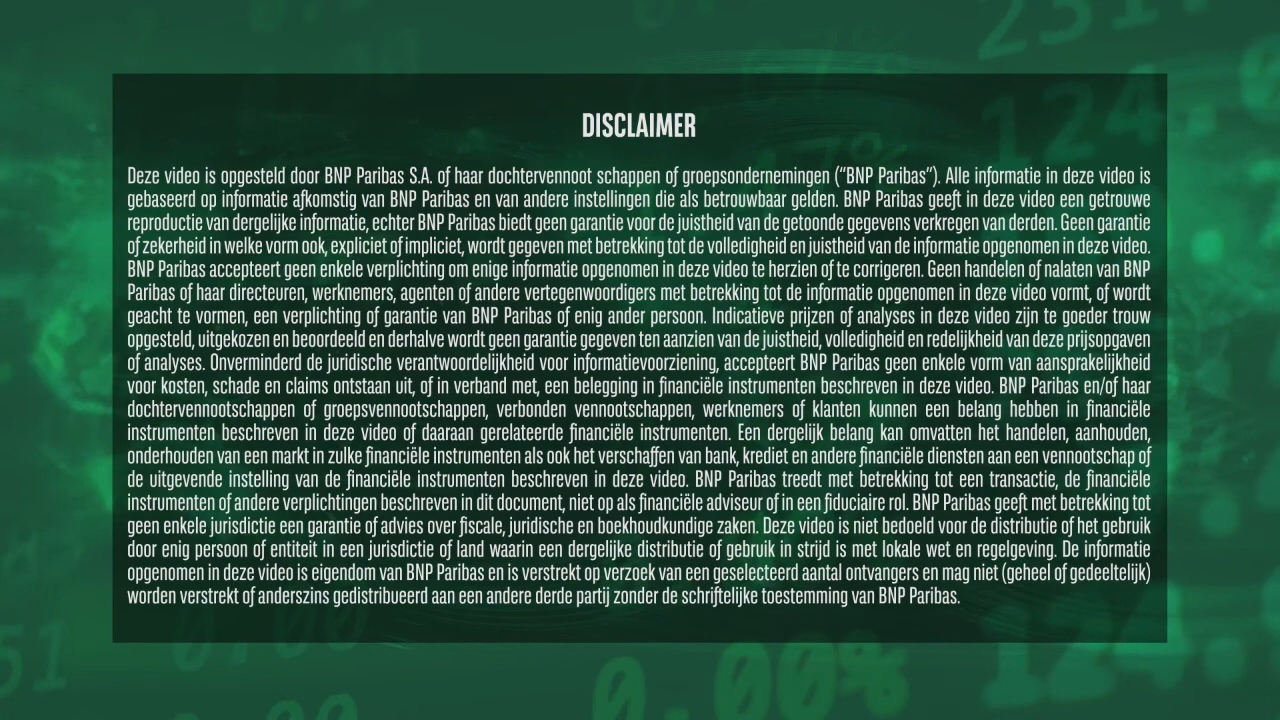 DISCLAIMER
Deze video is opgesteld door BNP Paribas S.A. of haar dochtervennoot schappen of groepsondernemingen (“BNP Paribas”). Alle informatie in deze video is
gebaseerd op informatie afkomstig van BNP Paribas en van andere instellingen die als betrouwbaar gelden. BNP Paribas geeft in deze video een getrouwe
reproductie van dergelijke informatie, echter BNP Paribas biedt geen garantie voor de juistheid van de getoonde gegevens verkregen van derden. Geen garantie
of zekerheid in welke vorm ook, expliciet of impliciet, wordt gegeven met betrekking tot de volledigheid en juistheid van de informatie opgenomen in deze video.
BNP Paribas accepteert geen enkele verplichting om enige informatie opgenomen in deze video te herzien of te corrigeren. Geen handelen of nalaten van BNP
Paribas of haar directeuren, werknemers, agenten of andere vertegenwoordigers met betrekking tot de informatie opgenomen in deze video vormt, of wordt
geacht te vormen, een verplichting of garantie van BNP Paribas of enig ander persoon. Indicatieve prijzen of analyses in deze video zijn te goeder trouw
opgesteld, uitgekozen en beoordeeld en derhalve wordt geen garantie gegeven ten aanzien van de juistheid, volledigheid en redelijkheid van deze prijsopgaven
of analyses. Onverminderd de juridische verantwoordelijkheid voor informatievoorziening, accepteert BNP Paribas geen enkele vorm van aansprakelijkheid
voor kosten, schade en claims ontstaan uit, of in verband met, een belegging in financiële instrumenten beschreven in deze video. BNP Paribas en/of haar
dochtervennootschappen of groepsvennootschappen, verbonden vennootschappen, werknemers of klanten kunnen een belang hebben in financiële
instrumenten beschreven in deze video of daaraan gerelateerde financiële instrumenten. Een dergelijk belang kan omvatten het handelen, aanhouden,
onderhouden van een markt in zulke financiële instrumenten als ook het verschaffen van bank, krediet en andere financiële diensten aan een vennootschap of
de uitgevende instelling van de financiële instrumenten beschreven in deze video. BNP Paribas treedt met betrekking tot een transactie, de financiële
instrumenten of andere verplichtingen beschreven in dit document, niet op als financiële adviseur of in een fiduciaire rol. BNP Paribas geeft met betrekking tot
geen enkele jurisdictie een garantie of advies over fiscale, juridische en boekhoudkundige zaken. Deze video is niet bedoeld voor de distributie of het gebruik
door enig persoon of entiteit in een jurisdictie of land waarin een dergelijke distributie of gebruik in strijd is met lokale wet en regelgeving. De informatie
opgenomen in deze video is eigendom van BNP Paribas en is verstrekt op verzoek van een geselecteerd aantal ontvangers en mag niet (geheel of gedeeltelijk)
worden verstrekt of anderszins gedistribueerd aan een andere derde partij zonder de schriftelijke toestemming van BNP Paribas.
0.00%